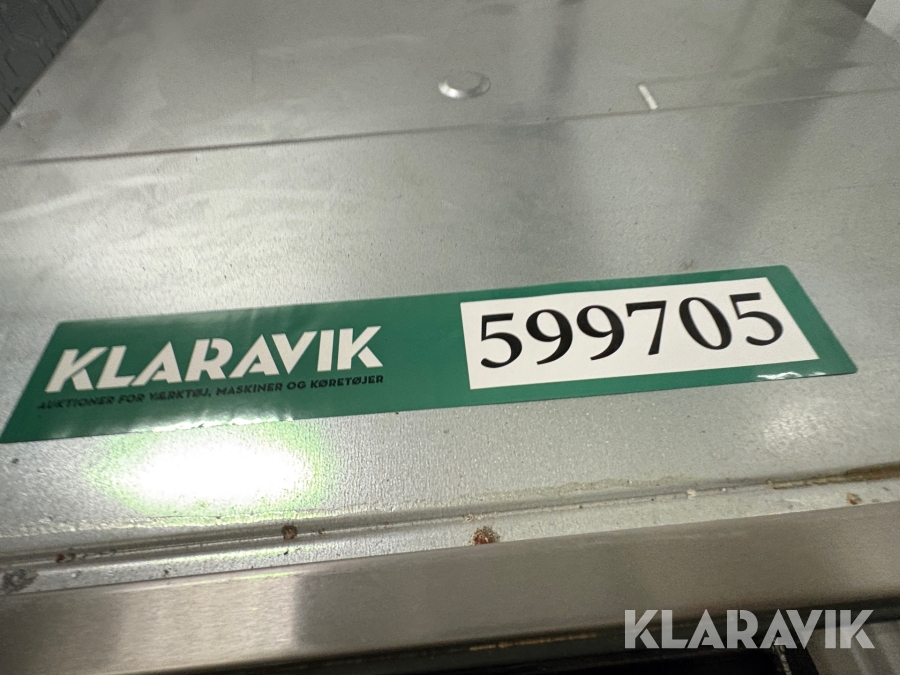 KLARAVIK
AUKTIONER FOR VÆRKTØJ, MASKINER OG KØRETØJER
599705
KLARAVIK